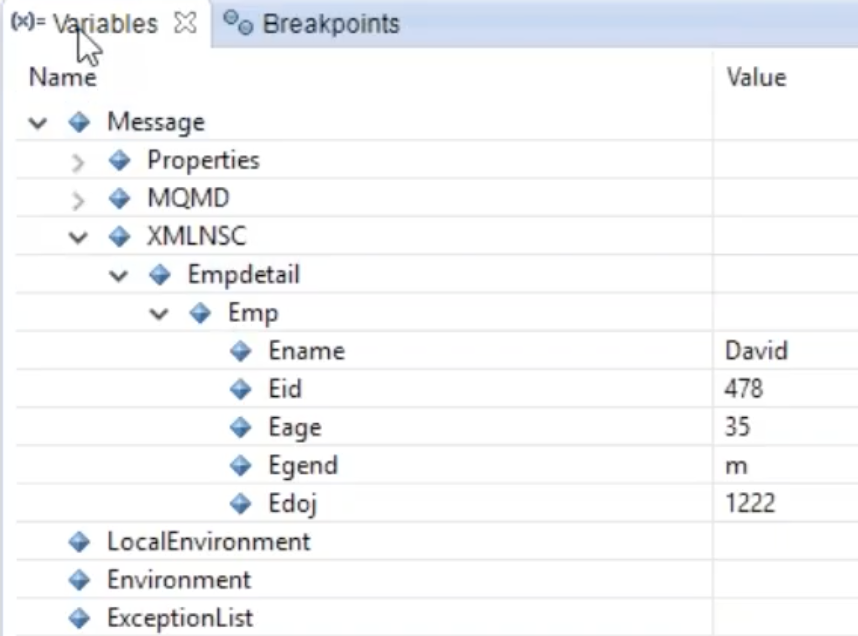 (x)= Variables Breakpoints
Name Value
Message
Properties
MQMD
XMLNSC
Empdetail
Emp
Ename David
Eid 478
Eage 35
Egend m
Edoj 1222
LocalEnvironment
Environment
ExceptionList